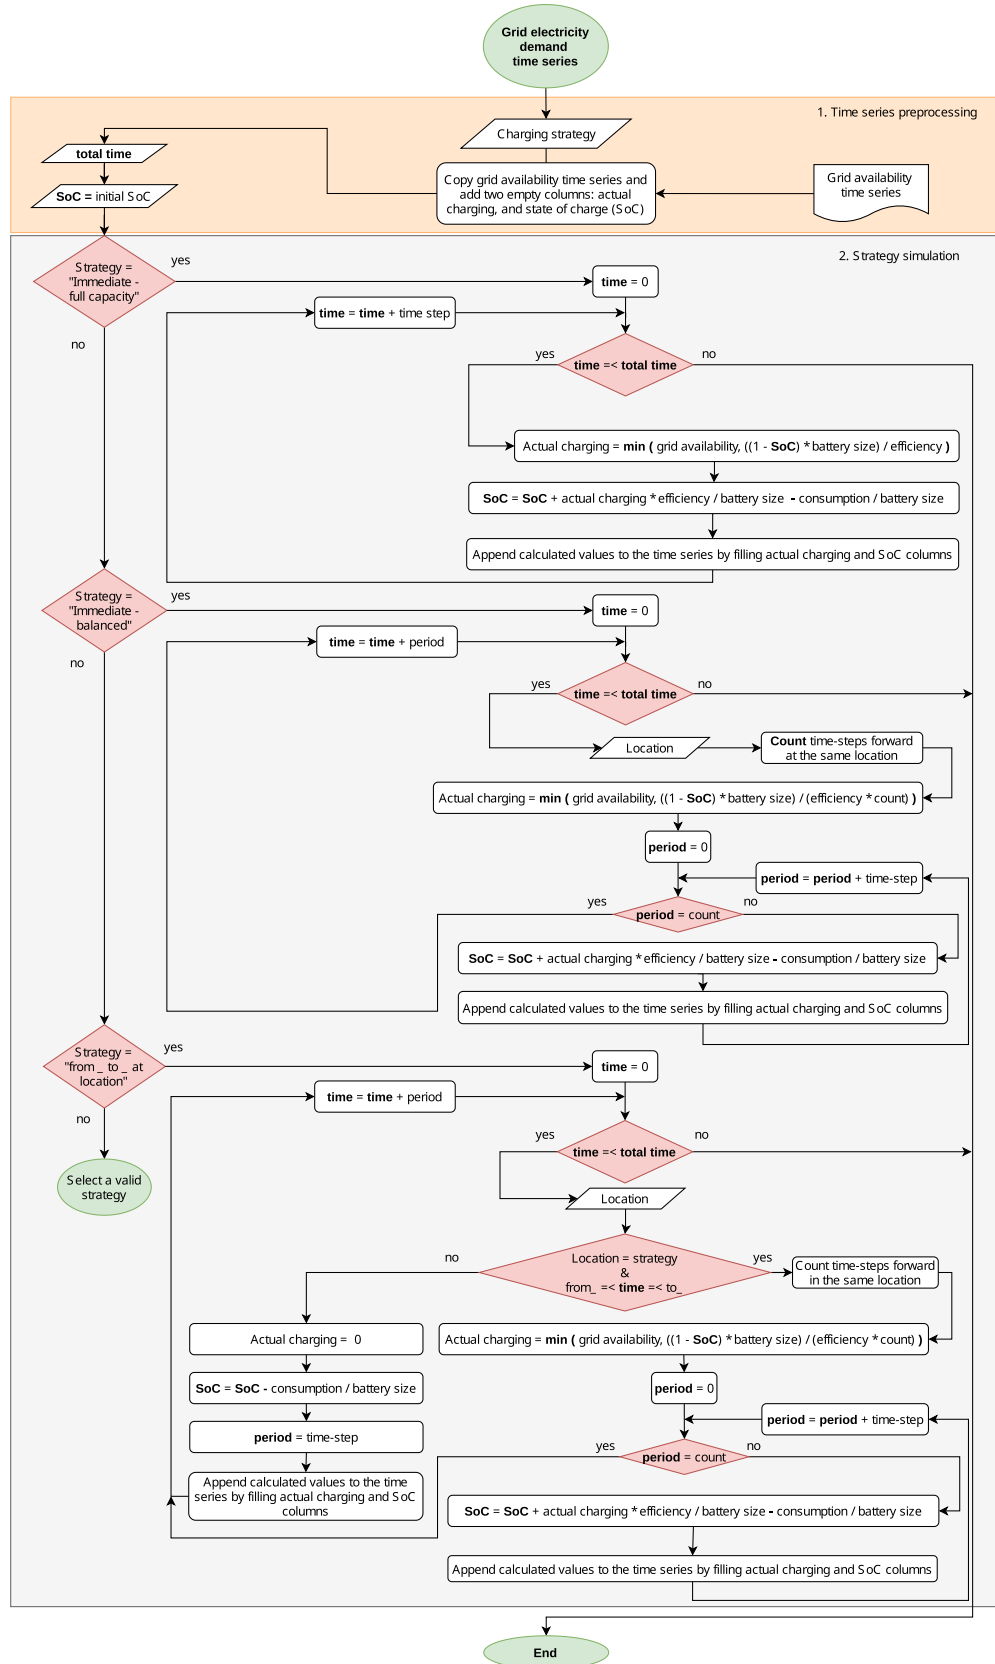 Grid electricity
demand
time series
1. Time series preprocessing
Charging strategy
total time
Copy grid availability time series and
add two empty columns: actual
charging, and state of charge (SoC)
Grid availability
time series
SoC = initial SoC
2. Strategy simulation
Strategy =
"Immediate -
full capacity"
yes
no
time = 0
time = time + time step
time =< total time
yes
no
Actual charging = min ( grid availability, ((1 - SoC) * battery size) / efficiency )
SoC = SoC + actual charging * efficiency / battery size - consumption / battery size
Append calculated values to the time series by filling actual charging and SoC columns
Strategy =
"Immediate -
balanced"
yes
no
time = 0
time = time + period
time =< total time
yes
no
Location
Count time-steps forward
at the same location
Actual charging = min ( grid availability, ((1 - SoC) * battery size) / (efficiency * count) )
period = 0
period = period + time-step
yes
no
period = count
SoC = SoC + actual charging * efficiency / battery size - consumption / battery size
Append calculated values to the time series by filling actual charging and SoC columns
Strategy =
"from _ to _ at
location"
yes
no
Select a valid
strategy
time = 0
time = time + period
time =< total time
yes
no
Location
Location = strategy
&
from_ =< time =< to_
no
yes
Count time-steps forward
in the same location
Actual charging = 0
SoC = SoC - consumption / battery size
period = time-step
Append calculated values to the time
series by filling actual charging and SoC
columns
Actual charging = min ( grid availability, ((1 - SoC) * battery size) / (efficiency * count) )
period = 0
period = period + time-step
yes
no
period = count
SoC = SoC + actual charging * efficiency / battery size - consumption / battery size
Append calculated values to the time series by filling actual charging and SoC columns
End